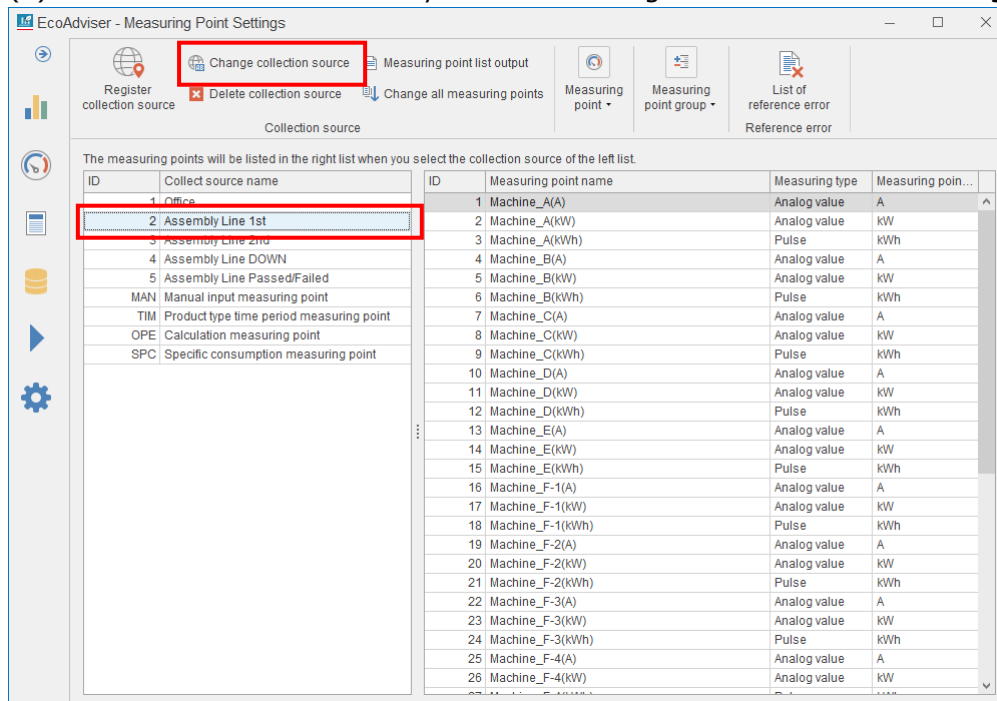 EcoAdviser - Measuring Point Settings
Register collection source
Change collection source
Delete collection source
Measuring point list output
Change all measuring points
Collection source
Measuring point
Measuring point group
List of reference error
Reference error
The measuring points will be listed in the right list when you select the collection source of the left list.
ID Collect source name
1 Office
2 Assembly Line 1st
3 Assembly Line 2nd
4 Assembly Line DOWN
5 Assembly Line Passed/Failed
MAN Manual input measuring point
TIM Product type time period measuring point
OPE Calculation measuring point
SPC Specific consumption measuring point
ID Measuring point name Measuring type Measuring poin...
1 Machine_A(A) Analog value A
2 Machine_A(kW) Analog value kW
3 Machine_A(kWh) Pulse kWh
4 Machine_B(A) Analog value A
5 Machine_B(kW) Analog value kW
6 Machine_B(kWh) Pulse kWh
7 Machine_C(A) Analog value A
8 Machine_C(kW) Analog value kW
9 Machine_C(kWh) Pulse kWh
10 Machine_D(A) Analog value A
11 Machine_D(kW) Analog value kW
12 Machine_D(kWh) Pulse kWh
13 Machine_E(A) Analog value A
14 Machine_E(kW) Analog value kW
15 Machine_E(kWh) Pulse kWh
16 Machine_F-1(A) Analog value A
17 Machine_F-1(kW) Analog value kW
18 Machine_F-1(kWh) Pulse kWh
19 Machine_F-2(A) Analog value A
20 Machine_F-2(kW) Analog value kW
21 Machine_F-2(kWh) Pulse kWh
22 Machine_F-3(A) Analog value A
23 Machine_F-3(kW) Analog value kW
24 Machine_F-3(kWh) Pulse kWh
25 Machine_F-4(A) Analog value A
26 Machine_F-4(kW) Analog value kW